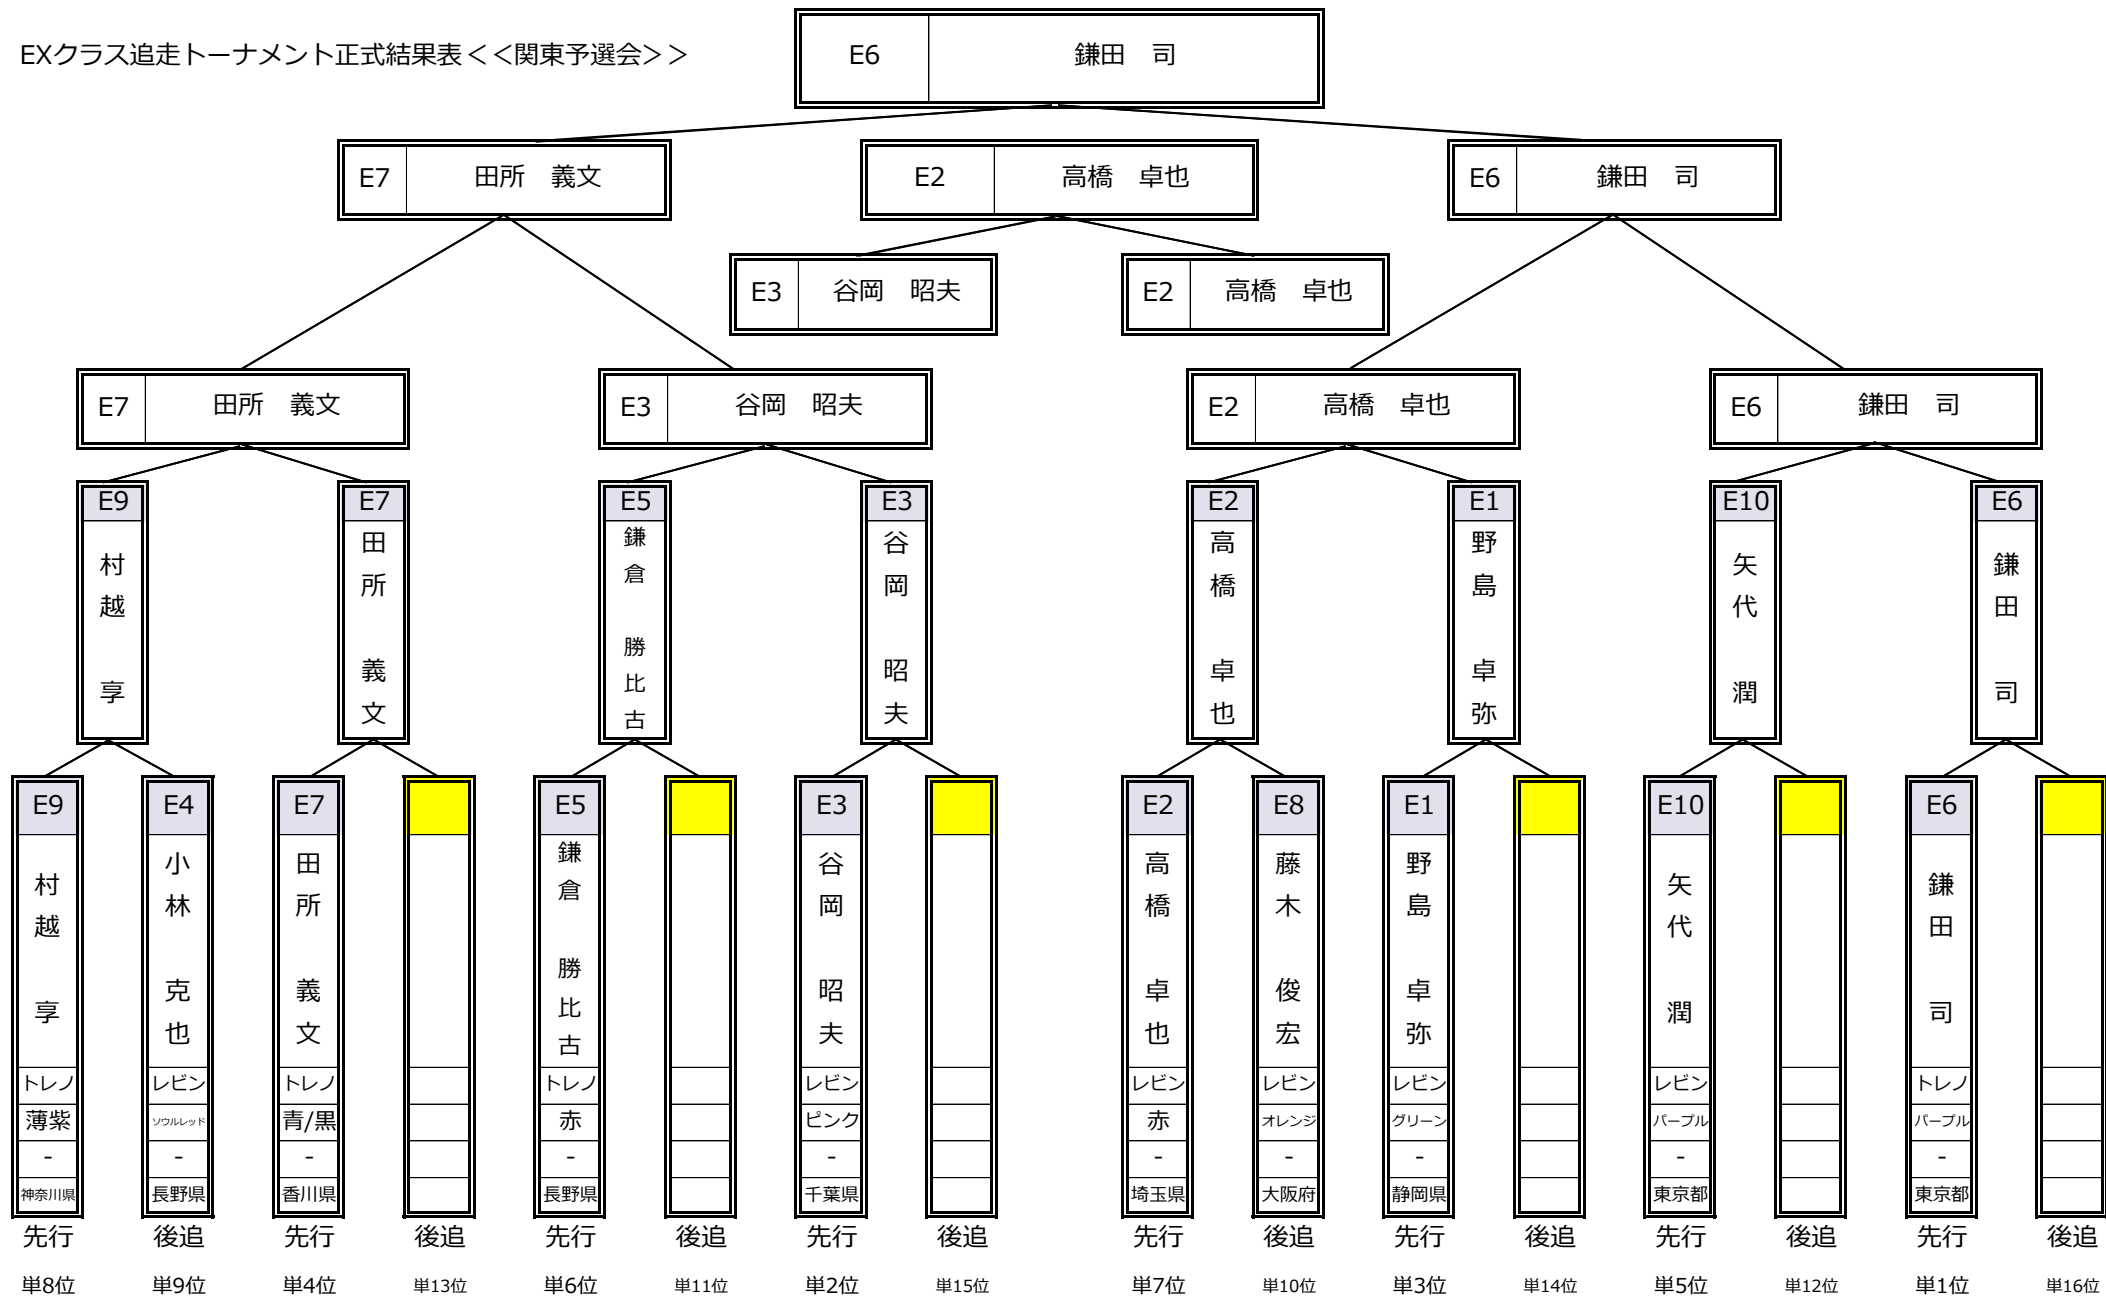 EXクラス追走トーナメント正式結果表<<関東予選会>>
E6 鎌田　司
E7 田所　義文
E2 高橋　卓也
E6 鎌田　司
E3 谷岡　昭夫
E2 高橋　卓也
E7 田所　義文
E3 谷岡　昭夫
E2 高橋　卓也
E6 鎌田　司
E9 E7 E5 E3 E2 E1 E10 E6
村越　享
田所　義文
鎌倉　勝比古
谷岡　昭夫
高橋　卓也
野島　卓弥
矢代　潤
鎌田　司
E9 E4 E7 E5 E3 E2 E8 E1 E10 E6
村越　享
小林　克也
田所　義文
鎌倉　勝比古
谷岡　昭夫
高橋　卓也
藤木　俊宏
野島　卓弥
矢代　潤
鎌田　司
トレノ レビン トレノ トレノ レビン レビン レビン レビン レビン トレノ
薄紫 ソウルレッド 青/黒 赤 ピンク 赤 オレンジ グリーン パープル パープル
- - - - - - - - - -
神奈川県 長野県 香川県 長野県 千葉県 埼玉県 大阪府 静岡県 東京都 東京都
先行 後追 先行 後追 先行 後追 先行 後追 先行 後追 先行 後追 先行 後追 先行 後追
単8位 単9位 単4位 単13位 単6位 単11位 単2位 単15位 単7位 単10位 単3位 単14位 単5位 単12位 単1位 単16位